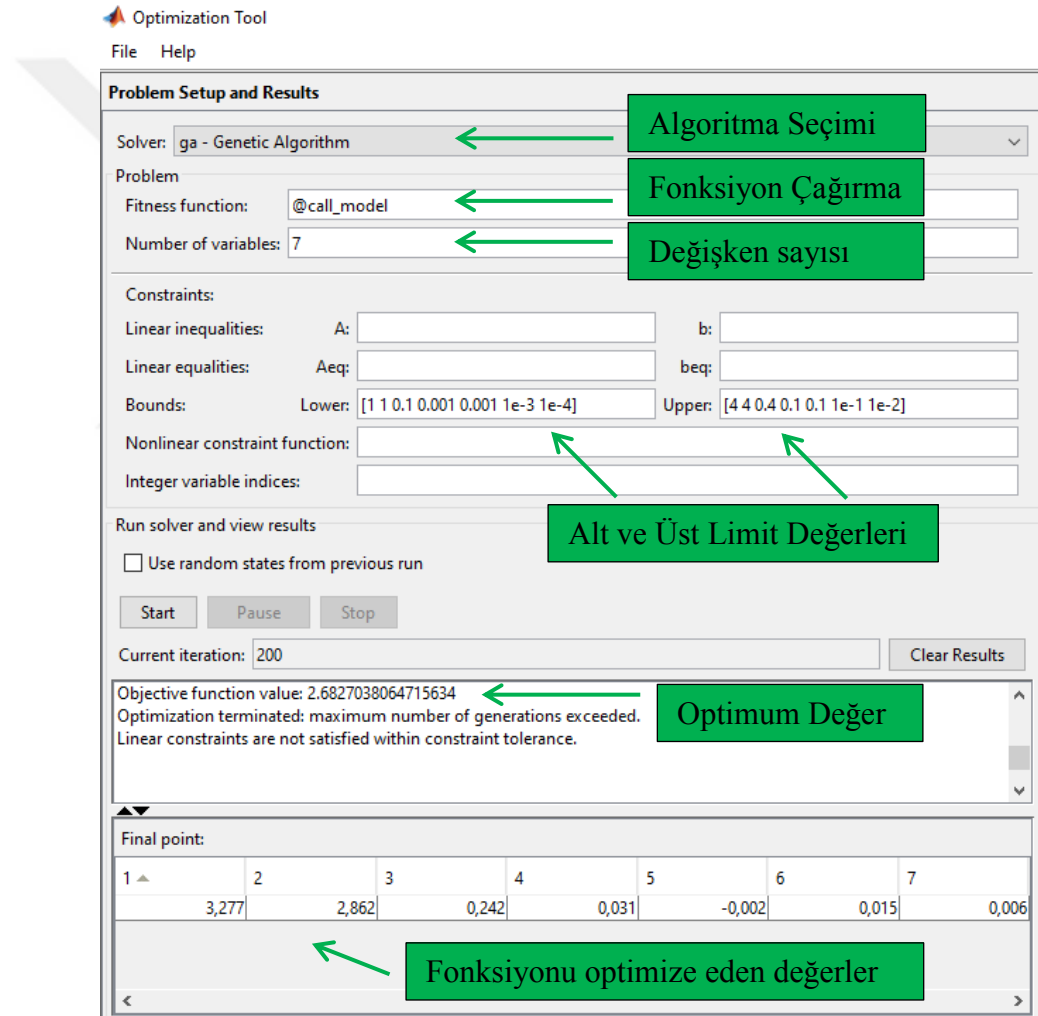 Optimization Tool
File Help
Problem Setup and Results
Solver: ga - Genetic Algorithm
Algoritma Seçimi
Problem
Fitness function: @call_model
Fonksiyon Çağırma
Number of variables: 7
Değişken sayısı
Constraints:
Linear inequalities: A: b:
Linear equalities: Aeq: beq:
Bounds: Lower: [1 1 0.1 0.001 0.001 1e-3 1e-4] Upper: [4 4 0.4 0.1 0.1 1e-1 1e-2]
Nonlinear constraint function:
Integer variable indices:
Alt ve Üst Limit Değerleri
Run solver and view results
Use random states from previous run
Start Pause Stop
Current iteration: 200 Clear Results
Objective function value: 2.6827038064715634
Optimization terminated: maximum number of generations exceeded.
Linear constraints are not satisfied within constraint tolerance.
Optimum Değer
Final point:
1 2 3 4 5 6 7
3,277 2,862 0,242 0,031 -0,002 0,015 0,006
Fonksiyonu optimize eden değerler